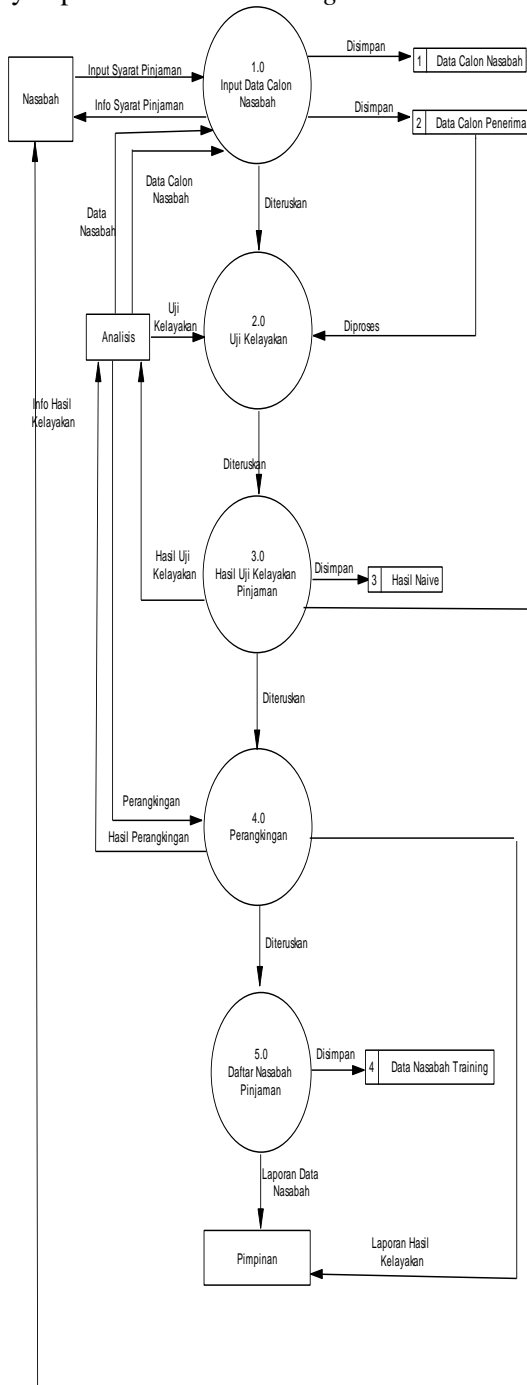 1.0
Input Data Calon
Nasabah
Disimpan
1 Data Calon Nasabah
Nasabah
Input Syarat Pinjaman
Info Syarat Pinjaman
Disimpan
2 Data Calon Penerima
Data
Nasabah
Data Calon
Nasabah
Diteruskan
Analisis
Uji
Kelayakan
2.0
Uji Kelayakan
Diproses
Info Hasil
Kelayakan
Diteruskan
Hasil Uji
Kelayakan
3.0
Hasil Uji Kelayakan
Pinjaman
Disimpan
3 Hasil Naive
Diteruskan
Perangkingan
Hasil Perangkingan
4.0
Perangkingan
Diteruskan
5.0
Daftar Nasabah
Pinjaman
Disimpan
4 Data Nasabah Training
Laporan Data
Nasabah
Pimpinan
Laporan Hasil
Kelayakan